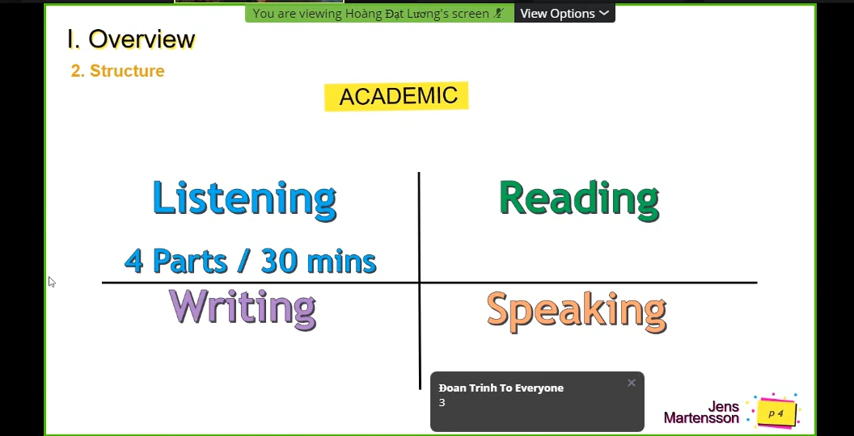 You are viewing Hoàng Đạt Lương's screen View Options
I. Overview
2. Structure
ACADEMIC
Listening
Reading
4 Parts / 30 mins
Writing
Speaking
Đoan Trinh To Everyone
3
Jens
Martensson
p 4